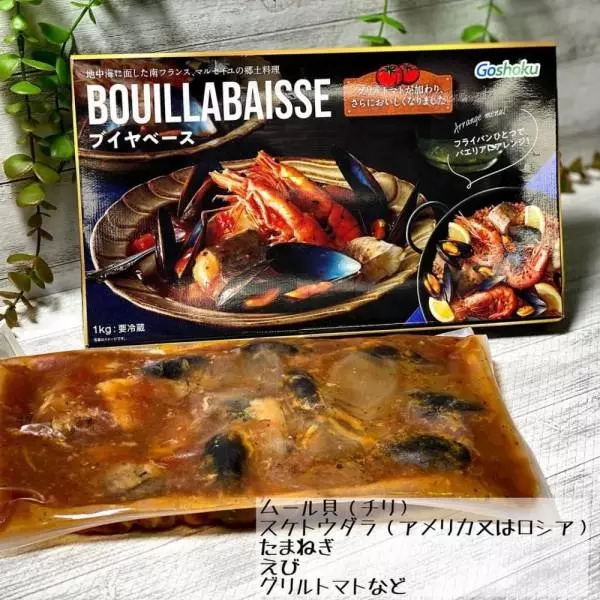 地中海に面した南フランス、マルセイユの郷土料理
BOUILLABAISSE
ブイヤベース
グリルトマトが加わり、
さらにおいしくなりました
Goshoku
Arrange menu!
フライパンひとつで
パエリアにアレンジ!
1kg:要冷蔵
ムール貝(チリ)
スケトウダラ(アメリカ又はロシア)
たまねぎ
えび
グリルトマトなど